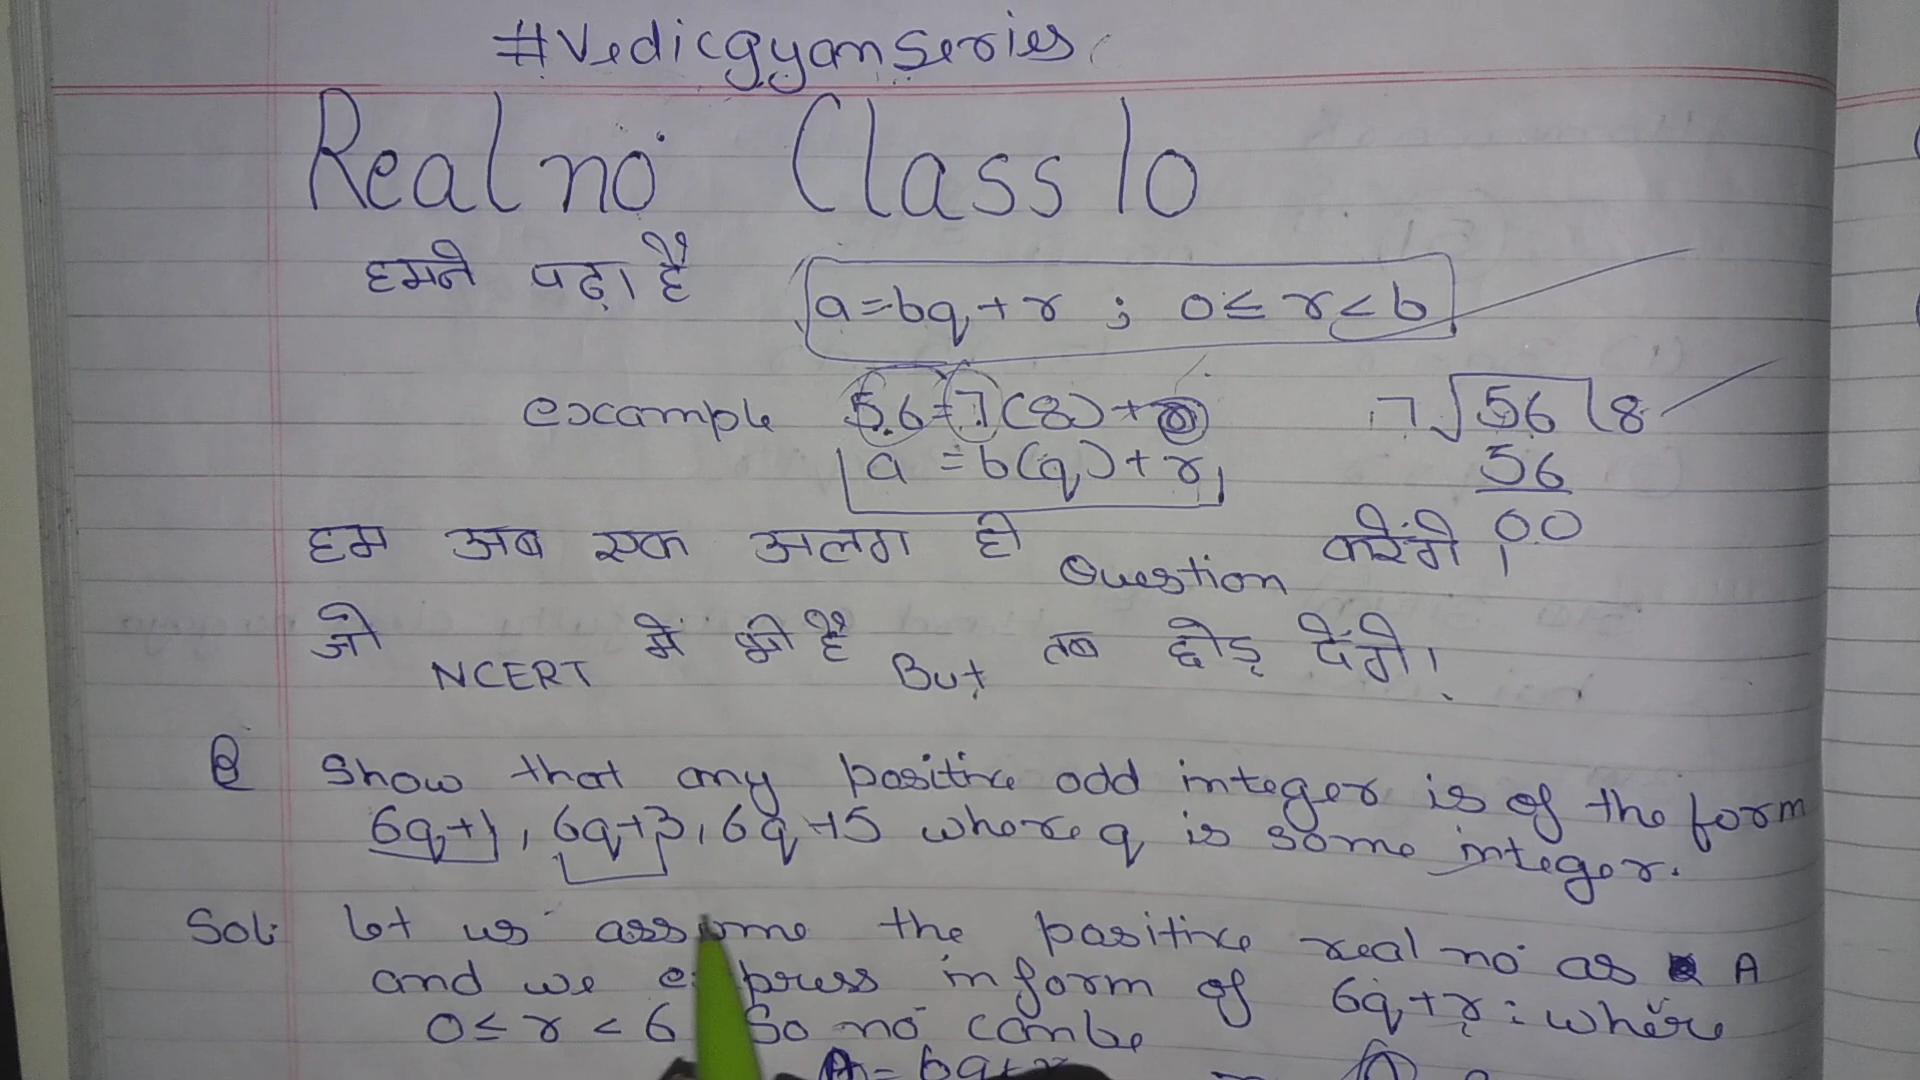 #Vedicgyanseries
Real no Class 10
हमने पढ़ा है a=bq+r ; 0≤r<b
example 56=7(8)+0 7√56(8
a = b(q)+r 56
हम अब एक अलग ही Question करेंगे। 00
जो NCERT में भी है But तब छोड़ देंगे।
Q Show that any positive odd integer is of the form
6q+1, 6q+3, 6q+5 where q is some integer.
Sol: let us assume the positive real no as A
and we express in form of 6q+r : where
0≤r<6 So no can be